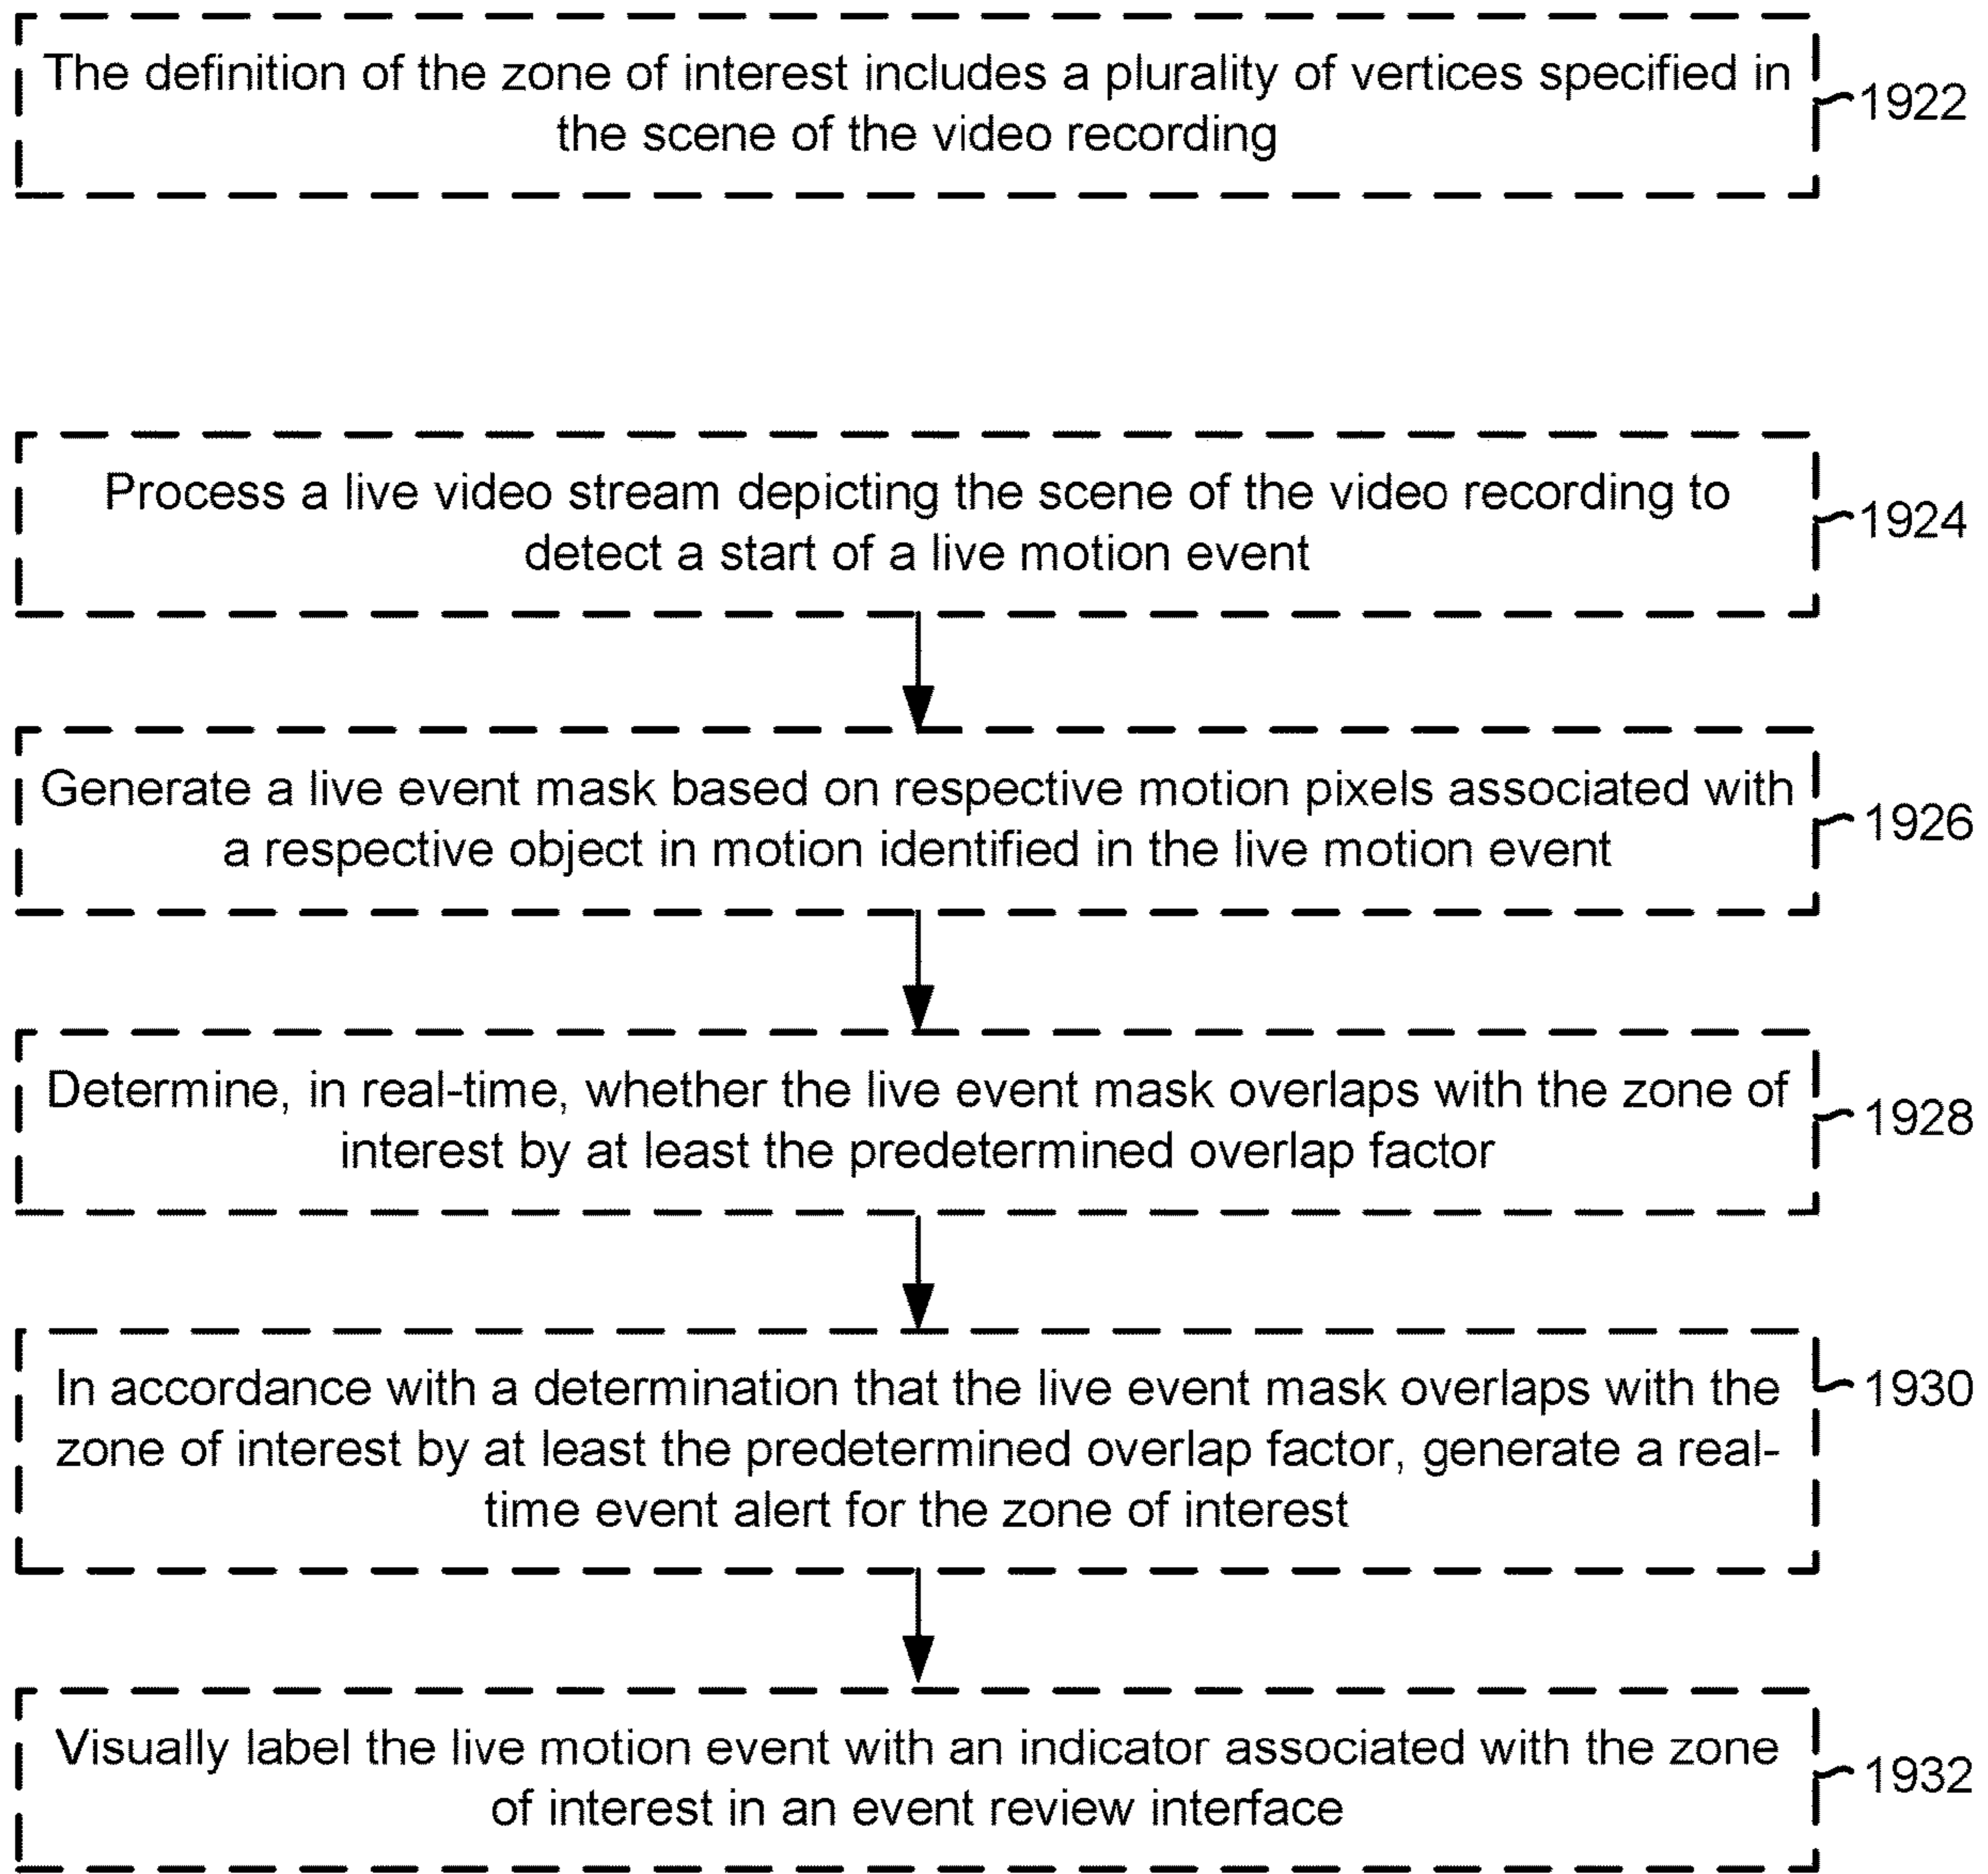 The definition of the zone of interest includes a plurality of vertices specified in
the scene of the video recording
1922
Process a live video stream depicting the scene of the video recording to
detect a start of a live motion event
1924
Generate a live event mask based on respective motion pixels associated with
a respective object in motion identified in the live motion event
1926
Determine, in real-time, whether the live event mask overlaps with the zone of
interest by at least the predetermined overlap factor
1928
In accordance with a determination that the live event mask overlaps with the
zone of interest by at least the predetermined overlap factor, generate a real-
time event alert for the zone of interest
1930
Visually label the live motion event with an indicator associated with the zone
of interest in an event review interface
1932